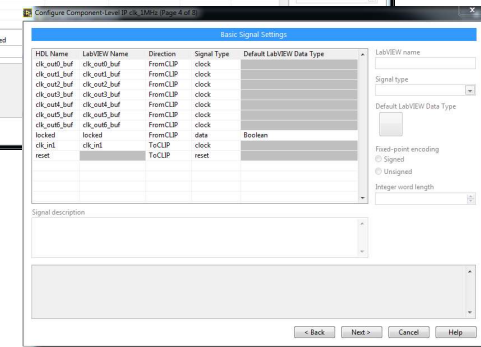 ed
Configure Component-Level IP clk_1MHz (Page 4 of 8)
Basic Signal Settings
HDL Name LabVIEW Name Direction Signal Type Default LabVIEW Data Type
clk_out0_buf clk_out0_buf FromCLIP clock
clk_out1_buf clk_out1_buf FromCLIP clock
clk_out2_buf clk_out2_buf FromCLIP clock
clk_out3_buf clk_out3_buf FromCLIP clock
clk_out4_buf clk_out4_buf FromCLIP clock
clk_out5_buf clk_out5_buf FromCLIP clock
clk_out6_buf clk_out6_buf FromCLIP clock
locked locked FromCLIP data Boolean
clk_in1 clk_in1 ToCLIP clock
reset ToCLIP reset
LabVIEW name
Signal type
Default LabVIEW Data Type
Fixed-point encoding
Signed
Unsigned
Integer word length
Signal description
< Back Next > Cancel Help